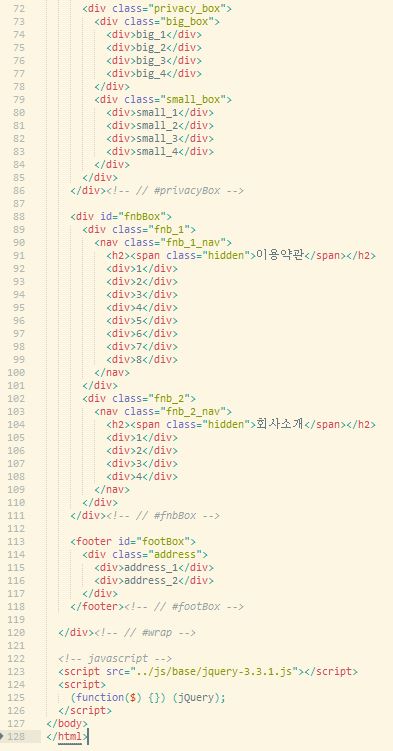 72 <div class="privacy_box">
73 <div class="big_box">
74 <div>big_1</div>
75 <div>big_2</div>
76 <div>big_3</div>
77 <div>big_4</div>
78 </div>
79 <div class="small_box">
80 <div>small_1</div>
81 <div>small_2</div>
82 <div>small_3</div>
83 <div>small_4</div>
84 </div>
85 </div>
86 </div><!-- // #privacyBox -->
87
88 <div id="fnbBox">
89 <div class="fnb_1">
90 <nav class="fnb_1_nav">
91 <h2><span class="hidden">이용약관</span></h2>
92 <div>1</div>
93 <div>2</div>
94 <div>3</div>
95 <div>4</div>
96 <div>5</div>
97 <div>6</div>
98 <div>7</div>
99 <div>8</div>
100 </nav>
101 </div>
102 <div class="fnb_2">
103 <nav class="fnb_2_nav">
104 <h2><span class="hidden">회사소개</span></h2>
105 <div>1</div>
106 <div>2</div>
107 <div>3</div>
108 <div>4</div>
109 </nav>
110 </div>
111 </div><!-- // #fnbBox -->
112
113 <footer id="footBox">
114 <div class="address">
115 <div>address_1</div>
116 <div>address_2</div>
117 </div>
118 </footer><!-- // #footBox -->
119
120 </div><!-- // #wrap -->
121
122 <!-- javascript -->
123 <script src="../js/base/jquery-3.3.1.js"></script>
124 <script>
125 (function($) {}) (jQuery);
126 </script>
127 </body>
128 </html>